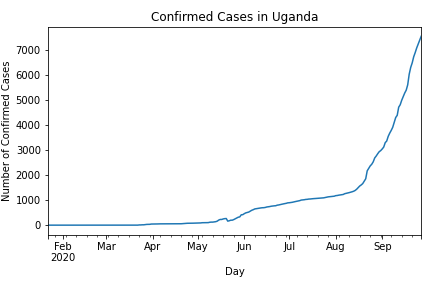 Confirmed Cases in Uganda
Number of Confirmed Cases
7000
6000
5000
4000
3000
2000
1000
0
Feb Mar Apr May Jun Jul Aug Sep
2020
Day